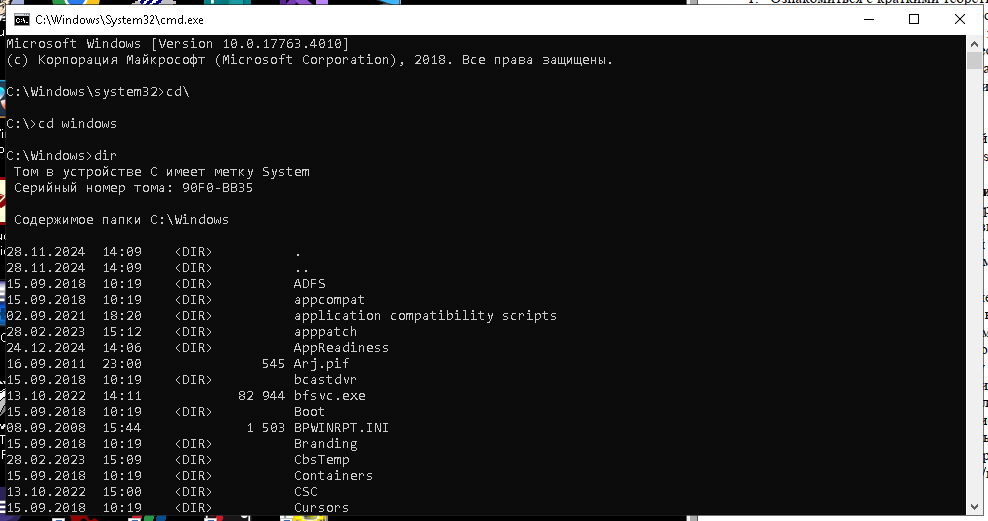 1. Ознакомиться с краткими
C:\Windows\System32\cmd.exe
Microsoft Windows [Version 10.0.17763.4010]
(c) Корпорация Майкрософт (Microsoft Corporation), 2018. Все права защищены.
C:\Windows\system32>cd\
C:\>cd windows
C:\Windows>dir
Том в устройстве C имеет метку System
Серийный номер тома: 90F0-BB35
Содержимое папки C:\Windows
28.11.2024 14:09 <DIR> .
28.11.2024 14:09 <DIR> ..
15.09.2018 10:19 <DIR> ADFS
15.09.2018 10:19 <DIR> appcompat
02.09.2021 18:20 <DIR> application compatibility scripts
28.02.2023 15:12 <DIR> apppatch
24.12.2024 14:06 <DIR> AppReadiness
16.09.2011 23:00 545 Arj.pif
15.09.2018 10:19 <DIR> bcastdvr
13.10.2022 14:11 82 944 bfsvc.exe
15.09.2018 10:19 <DIR> Boot
08.09.2008 15:44 1 503 BPWINRPT.INI
15.09.2018 10:19 <DIR> Branding
28.02.2023 15:09 <DIR> CbsTemp
15.09.2018 10:19 <DIR> Containers
13.10.2022 15:00 <DIR> CSC
15.09.2018 10:19 <DIR> Cursors